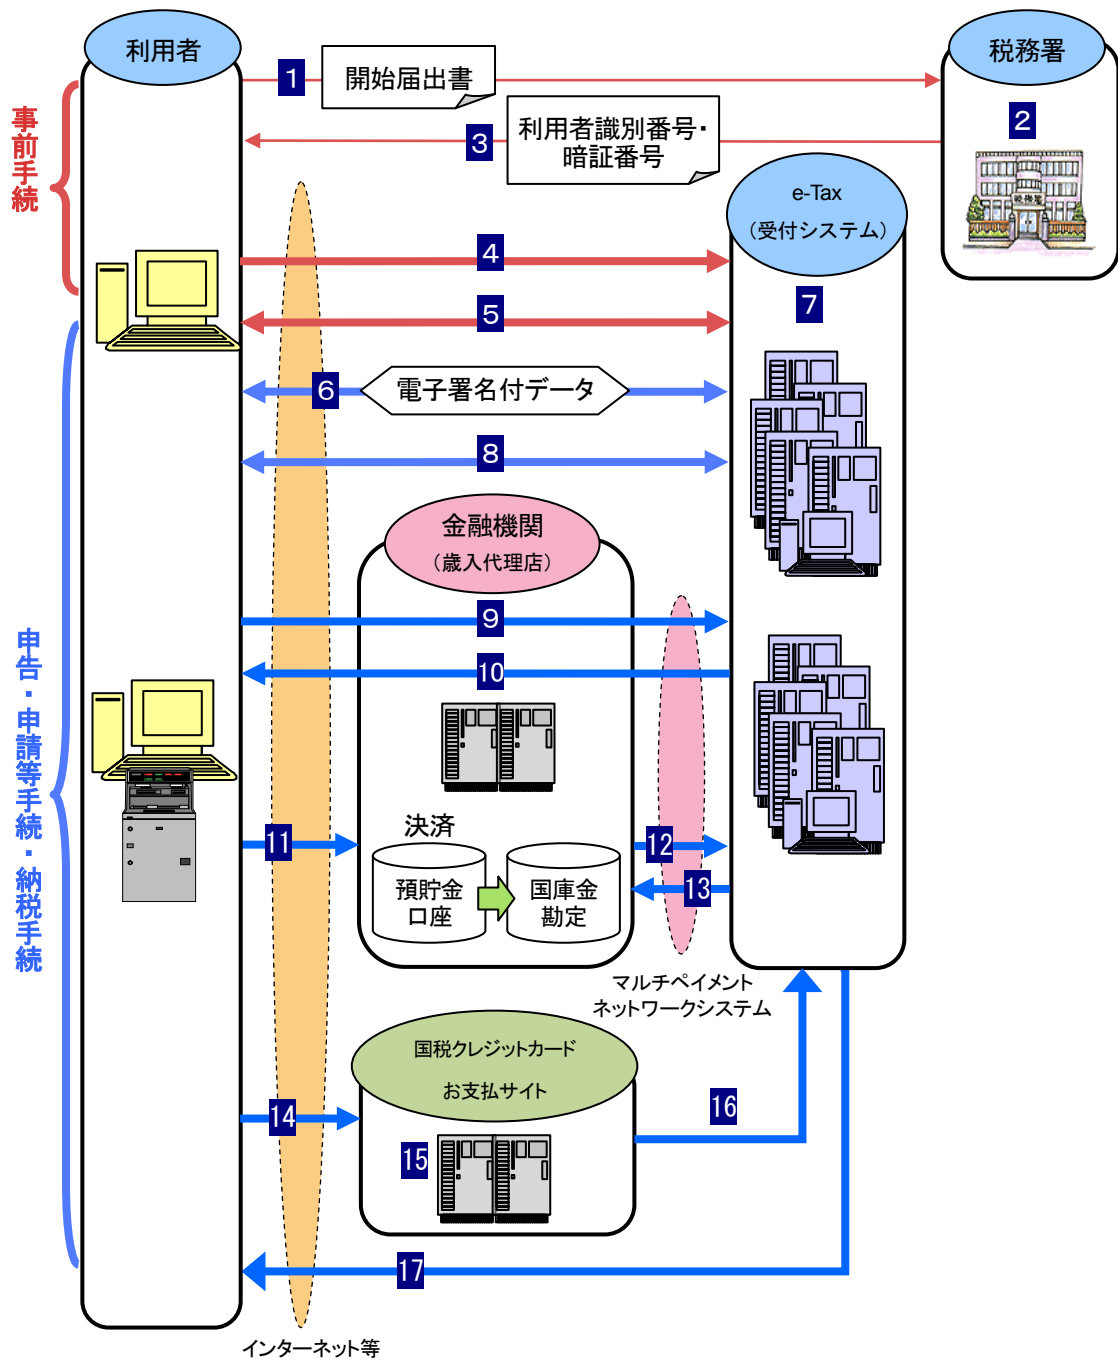 利用者
税務署
1
開始届出書
2
3
利用者識別番号・
暗証番号
税務署
事前手続
e-Tax
（受付システム）
4
7
5
6
電子署名付データ
8
金融機関
（歳入代理店）
9
10
申告・申請等手続・納税手続
決済
11
12
預貯金
口座
国庫金
勘定
13
マルチペイメント
ネットワークシステム
国税クレジットカード
お支払サイト
14
16
15
17
インターネット等